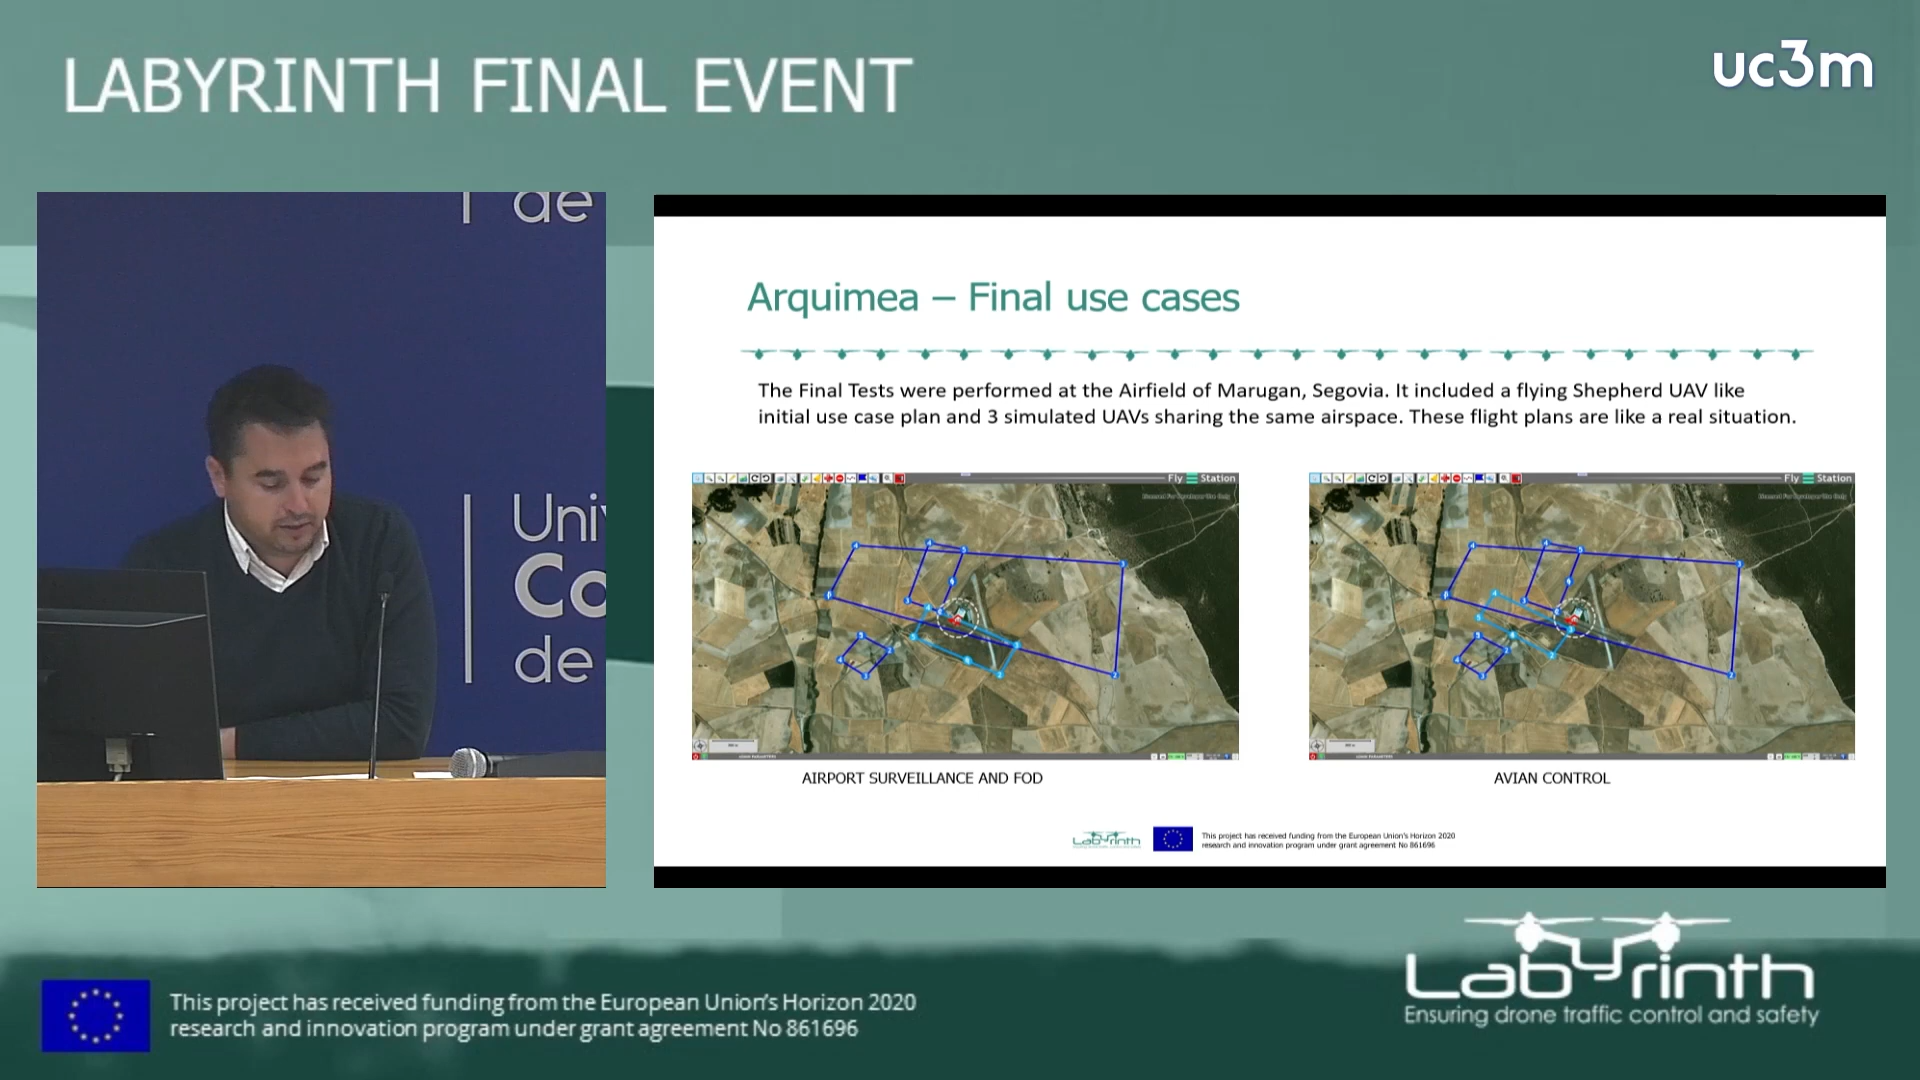 LABYRINTH FINAL EVENT
uc3m
de
Uni
Co
de
Arquimea – Final use cases
The Final Tests were performed at the Airfield of Marugan, Segovia. It included a flying Shepherd UAV like
initial use case plan and 3 simulated UAVs sharing the same airspace. These flight plans are like a real situation.
Fly Station
Fly Station
AIRPORT SURVEILLANCE AND FOD
AVIAN CONTROL
Labyrinth
This project has received funding from the European Union's Horizon 2020
research and innovation program under grant agreement No 861696
This project has received funding from the European Union's Horizon 2020
research and innovation program under grant agreement No 861696
Labyrinth
Ensuring drone traffic control and safety